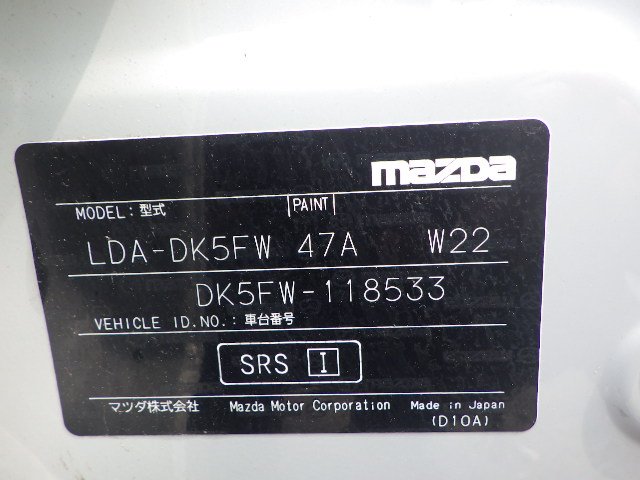 mazda
MODEL: 型式 PAINT
LDA-DK5FW 47A W22
DK5FW-118533
VEHICLE ID.NO.: 車台番号
SRS I
マツダ株式会社 Mazda Motor Corporation Made in Japan
(D10A)